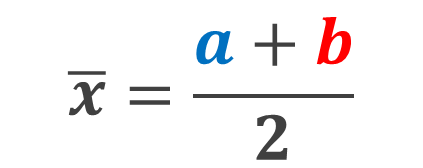 x̅ = (a + b) / 2